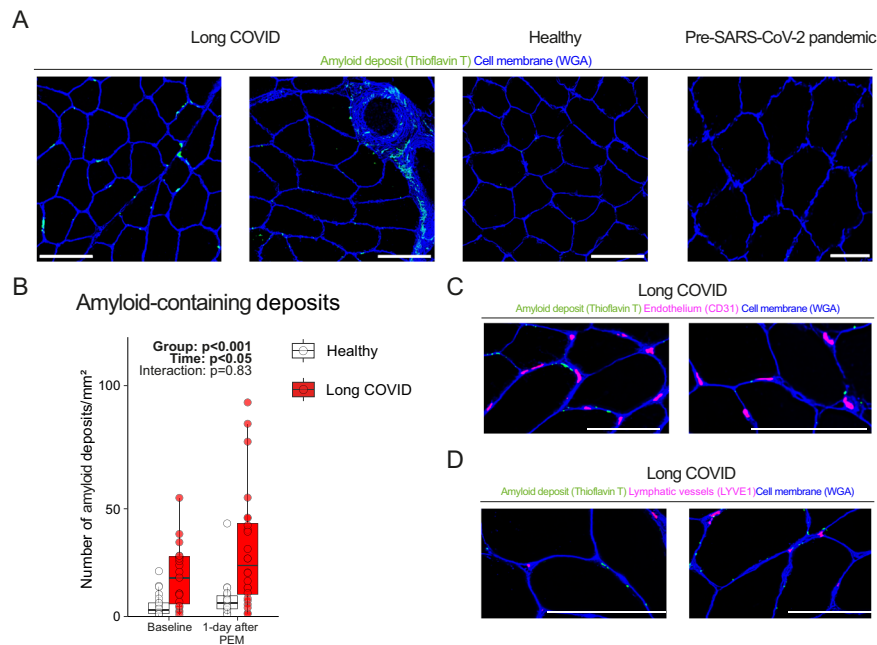 A
Long COVID
Healthy
Pre-SARS-CoV-2 pandemic
Amyloid deposit (Thioflavin T) Cell membrane (WGA)
B
Amyloid-containing deposits
Group: p<0.001
Time: p<0.05
Interaction: p=0.83
Healthy
Long COVID
Number of amyloid deposits/mm²
100
50
0
Baseline
1-day after
PEM
C
Long COVID
Amyloid deposit (Thioflavin T) Endothelium (CD31) Cell membrane (WGA)
D
Long COVID
Amyloid deposit (Thioflavin T) Lymphatic vessels (LYVE1) Cell membrane (WGA)